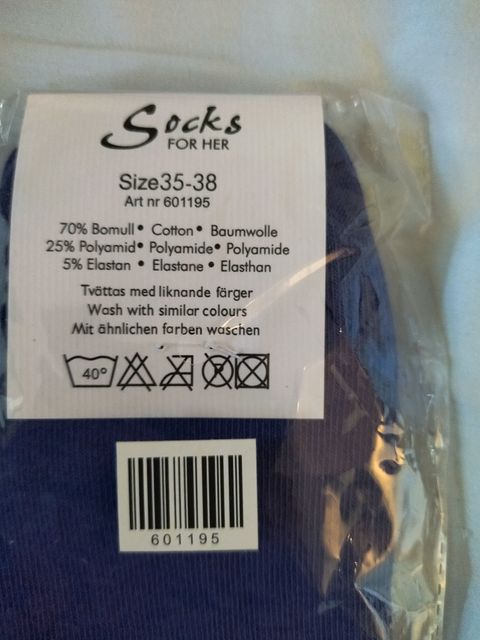 Socks
FOR HER
Size35-38
Art nr 601195
70% Bomull • Cotton • Baumwolle
25% Polyamid • Polyamide • Polyamide
5% Elastan • Elastane • Elasthan
Tvättas med liknande färger
Wash with similar colours
Mit ähnlichen farben waschen
40°
601195